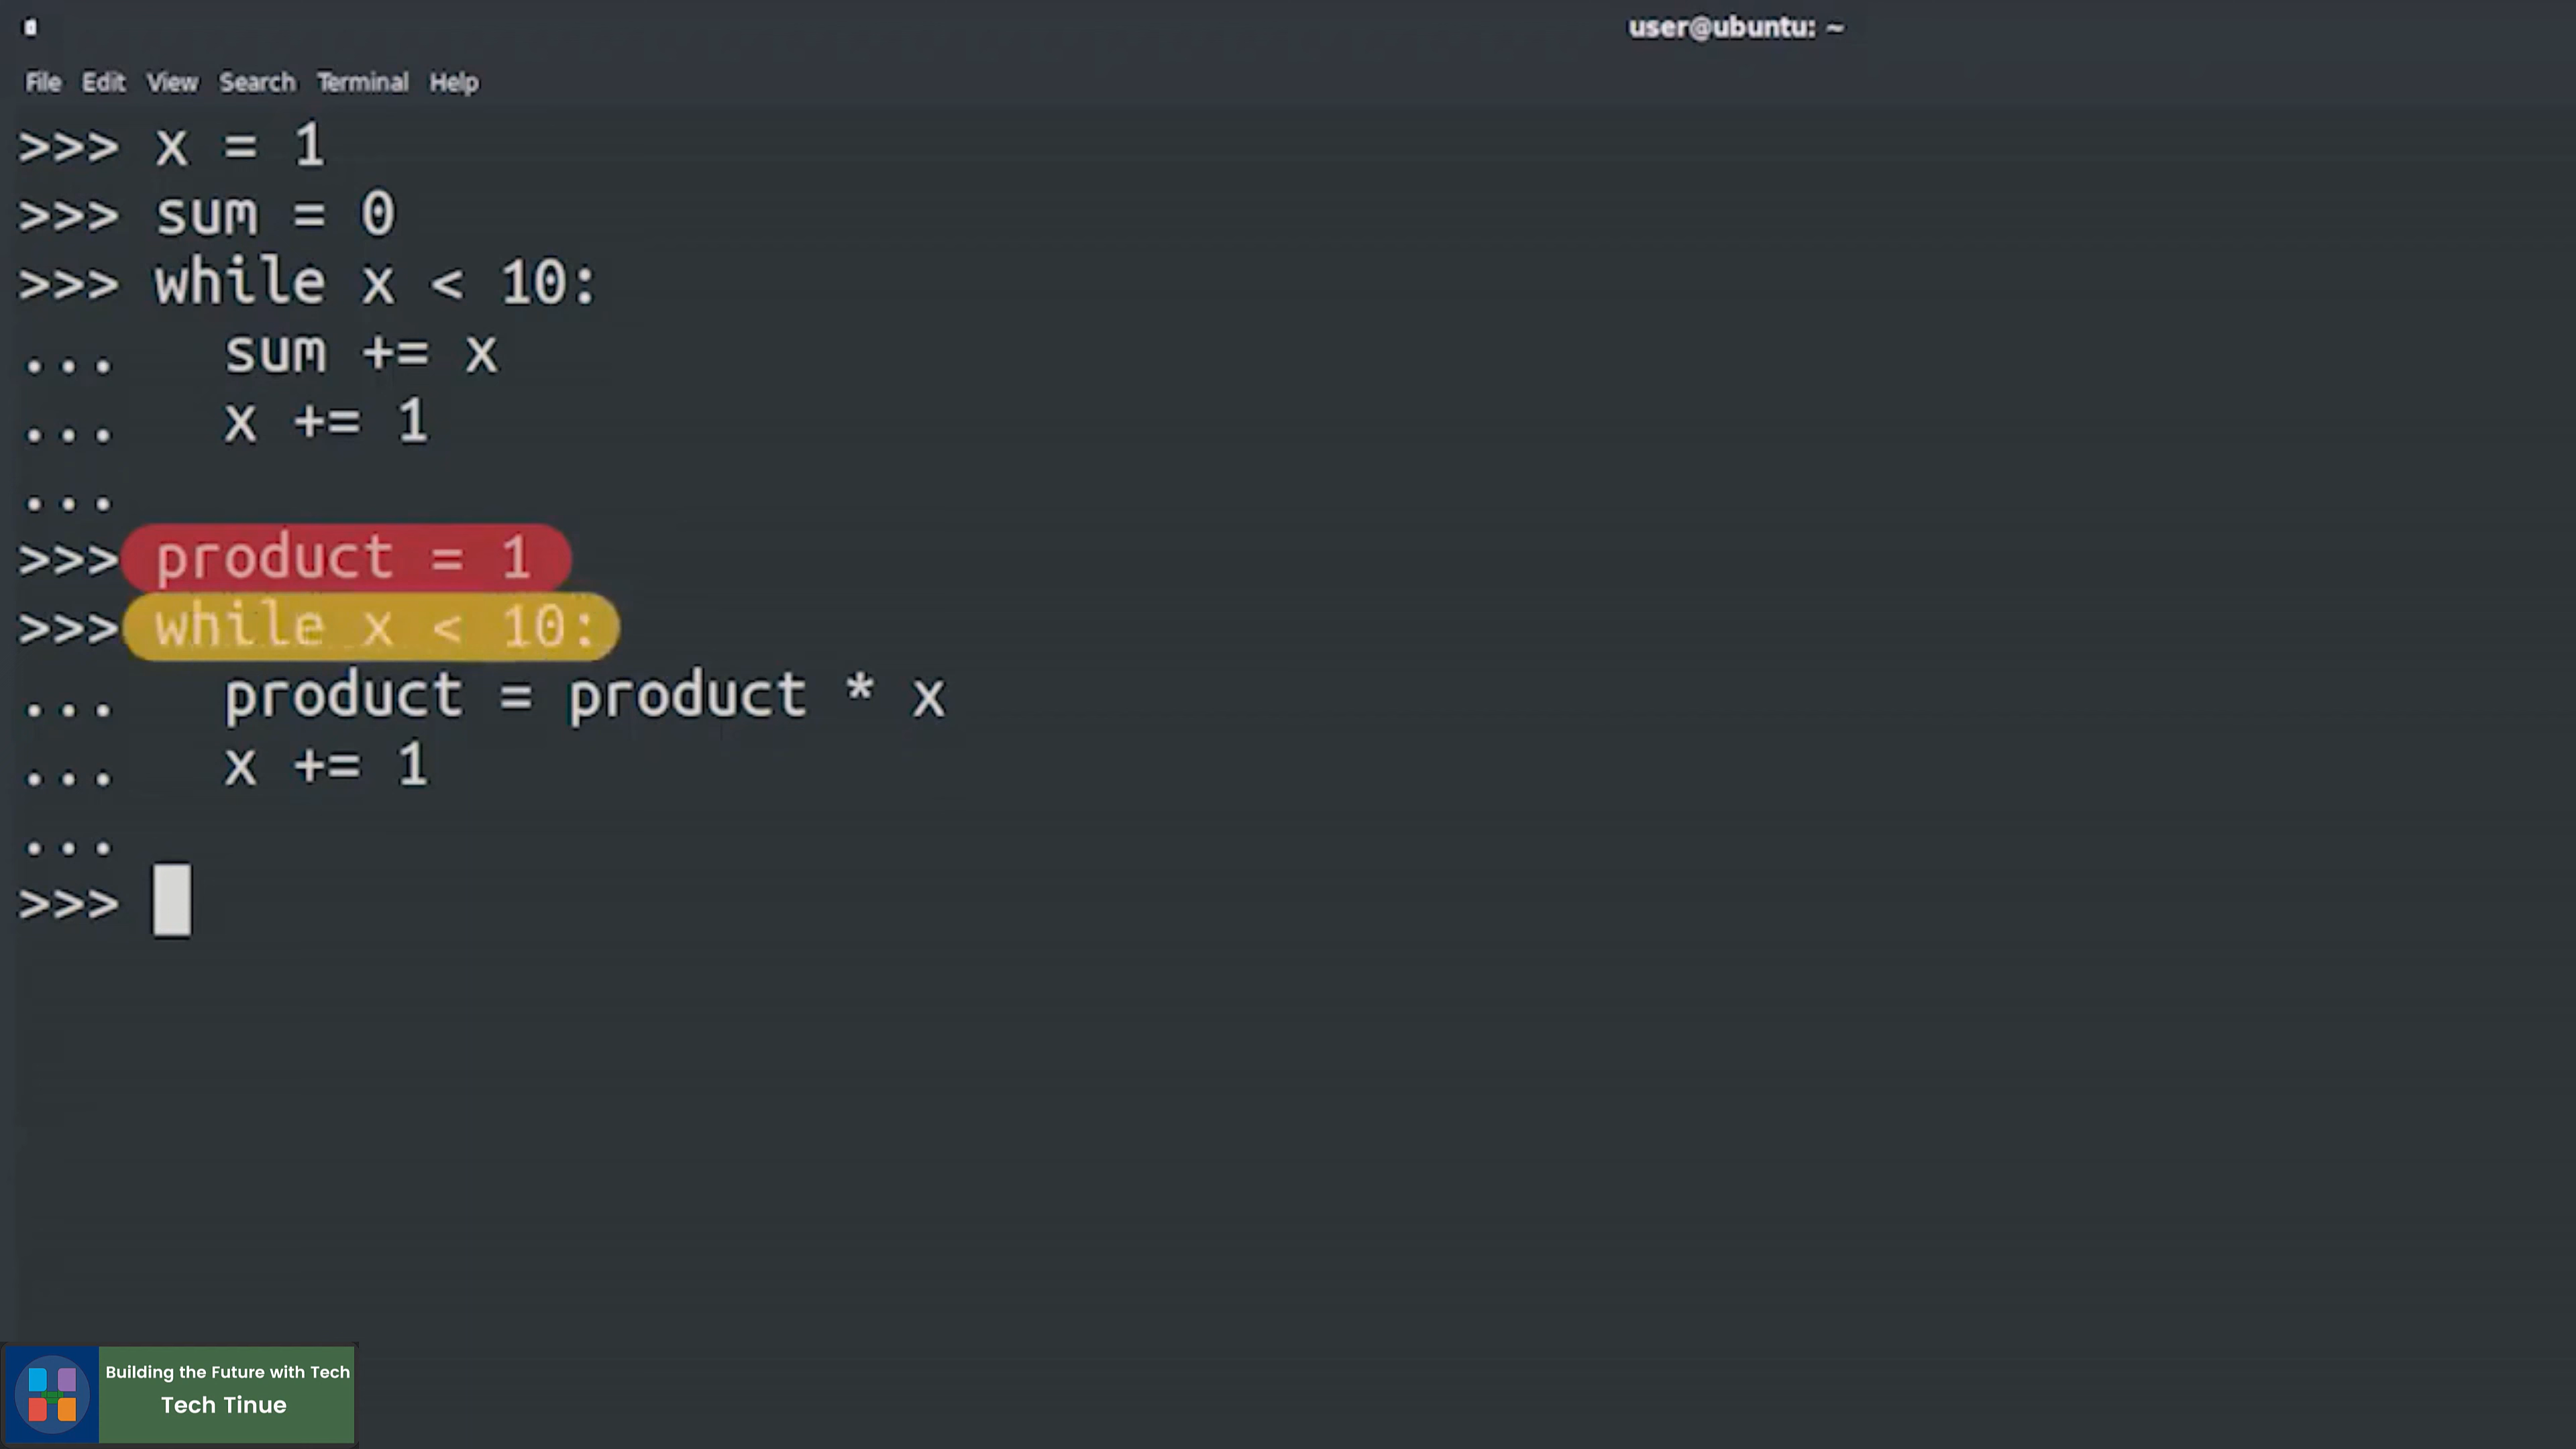 user@ubuntu: ~
File Edit View Search Terminal Help
>>> x = 1
>>> sum = 0
>>> while x < 10:
...   sum += x
...   x += 1
...
>>> product = 1
>>> while x < 10:
...   product = product * x
...   x += 1
...
>>>
Building the Future with Tech
Tech Tinue